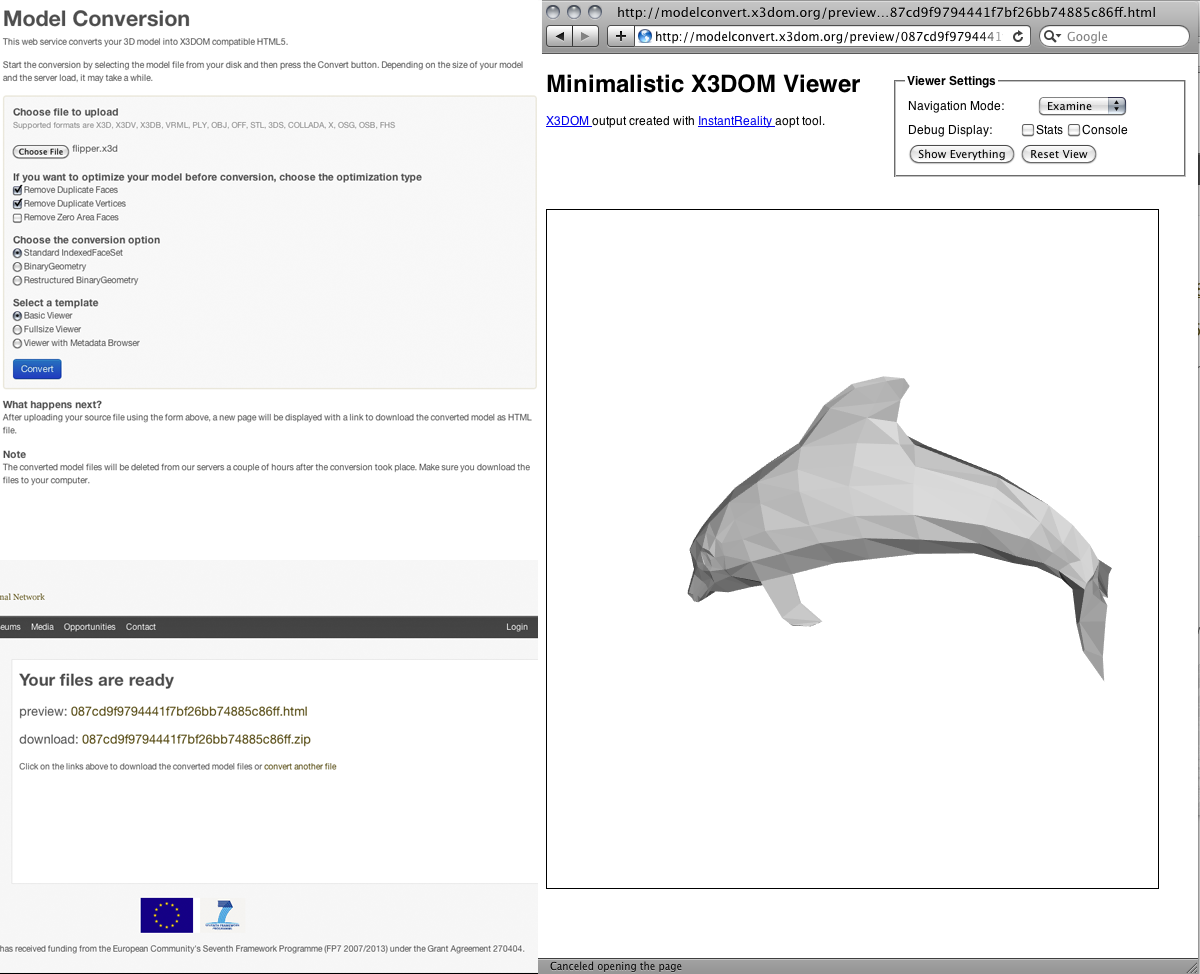 Model Conversion
This web service converts your 3D model into X3DOM compatible HTML5.
Start the conversion by selecting the model file from your disk and then press the Convert button. Depending on the size of your model
and the server load, it may take a while.
Choose file to upload
Supported formats are X3D, X3DV, X3DB, VRML, PLY, OBJ, OFF, STL, 3DS, COLLADA, X, OSG, OSB, FHS
Choose File flipper.x3d
If you want to optimize your model before conversion, choose the optimization type
Remove Duplicate Faces
Remove Duplicate Vertices
Remove Zero Area Faces
Choose the conversion option
Standard IndexedFaceSet
BinaryGeometry
Restructured BinaryGeometry
Select a template
Basic Viewer
Fullsize Viewer
Viewer with Metadata Browser
Convert
What happens next?
After uploading your source file using the form above, a new page will be displayed with a link to download the converted model as HTML
file.
Note
The converted model files will be deleted from our servers a couple of hours after the conversion took place. Make sure you download the
files to your computer.
nal Network
eums Media Opportunities Contact Login
Your files are ready
preview: 087cd9f9794441f7bf26bb74885c86ff.html
download: 087cd9f9794441f7bf26bb74885c86ff.zip
Click on the links above to download the converted model files or convert another file
has received funding from the European Community's Seventh Framework Programme (FP7 2007/2013) under the Grant Agreement 270404.
http://modelconvert.x3dom.org/preview...87cd9f9794441f7bf26bb74885c86ff.html
http://modelconvert.x3dom.org/preview/087cd9f9794441 Google
Minimalistic X3DOM Viewer
X3DOM output created with InstantReality aopt tool.
Viewer Settings
Navigation Mode: Examine
Debug Display: Stats Console
Show Everything Reset View
Canceled opening the page